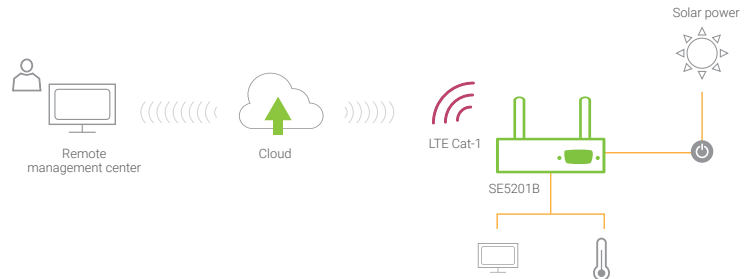 Solar power
LTE Cat-1
Remote
management center
Cloud
SE5201B